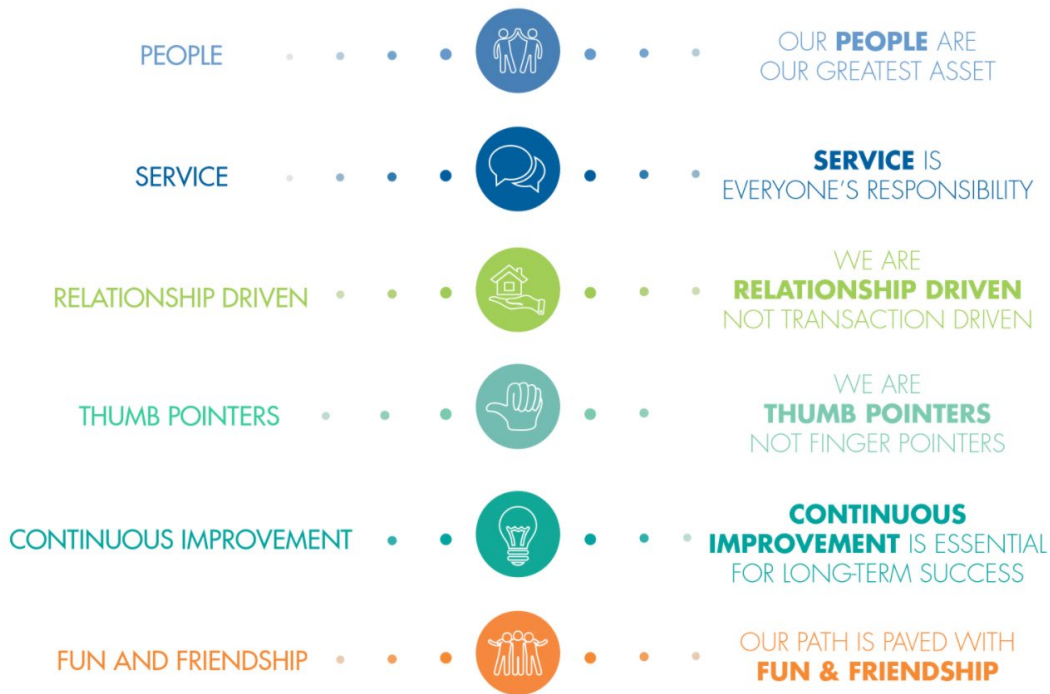 PEOPLE
OUR PEOPLE ARE
OUR GREATEST ASSET
SERVICE
SERVICE IS
EVERYONE'S RESPONSIBILITY
RELATIONSHIP DRIVEN
WE ARE
RELATIONSHIP DRIVEN
NOT TRANSACTION DRIVEN
THUMB POINTERS
WE ARE
THUMB POINTERS
NOT FINGER POINTERS
CONTINUOUS IMPROVEMENT
CONTINUOUS
IMPROVEMENT IS ESSENTIAL
FOR LONG-TERM SUCCESS
FUN AND FRIENDSHIP
OUR PATH IS PAVED WITH
FUN & FRIENDSHIP